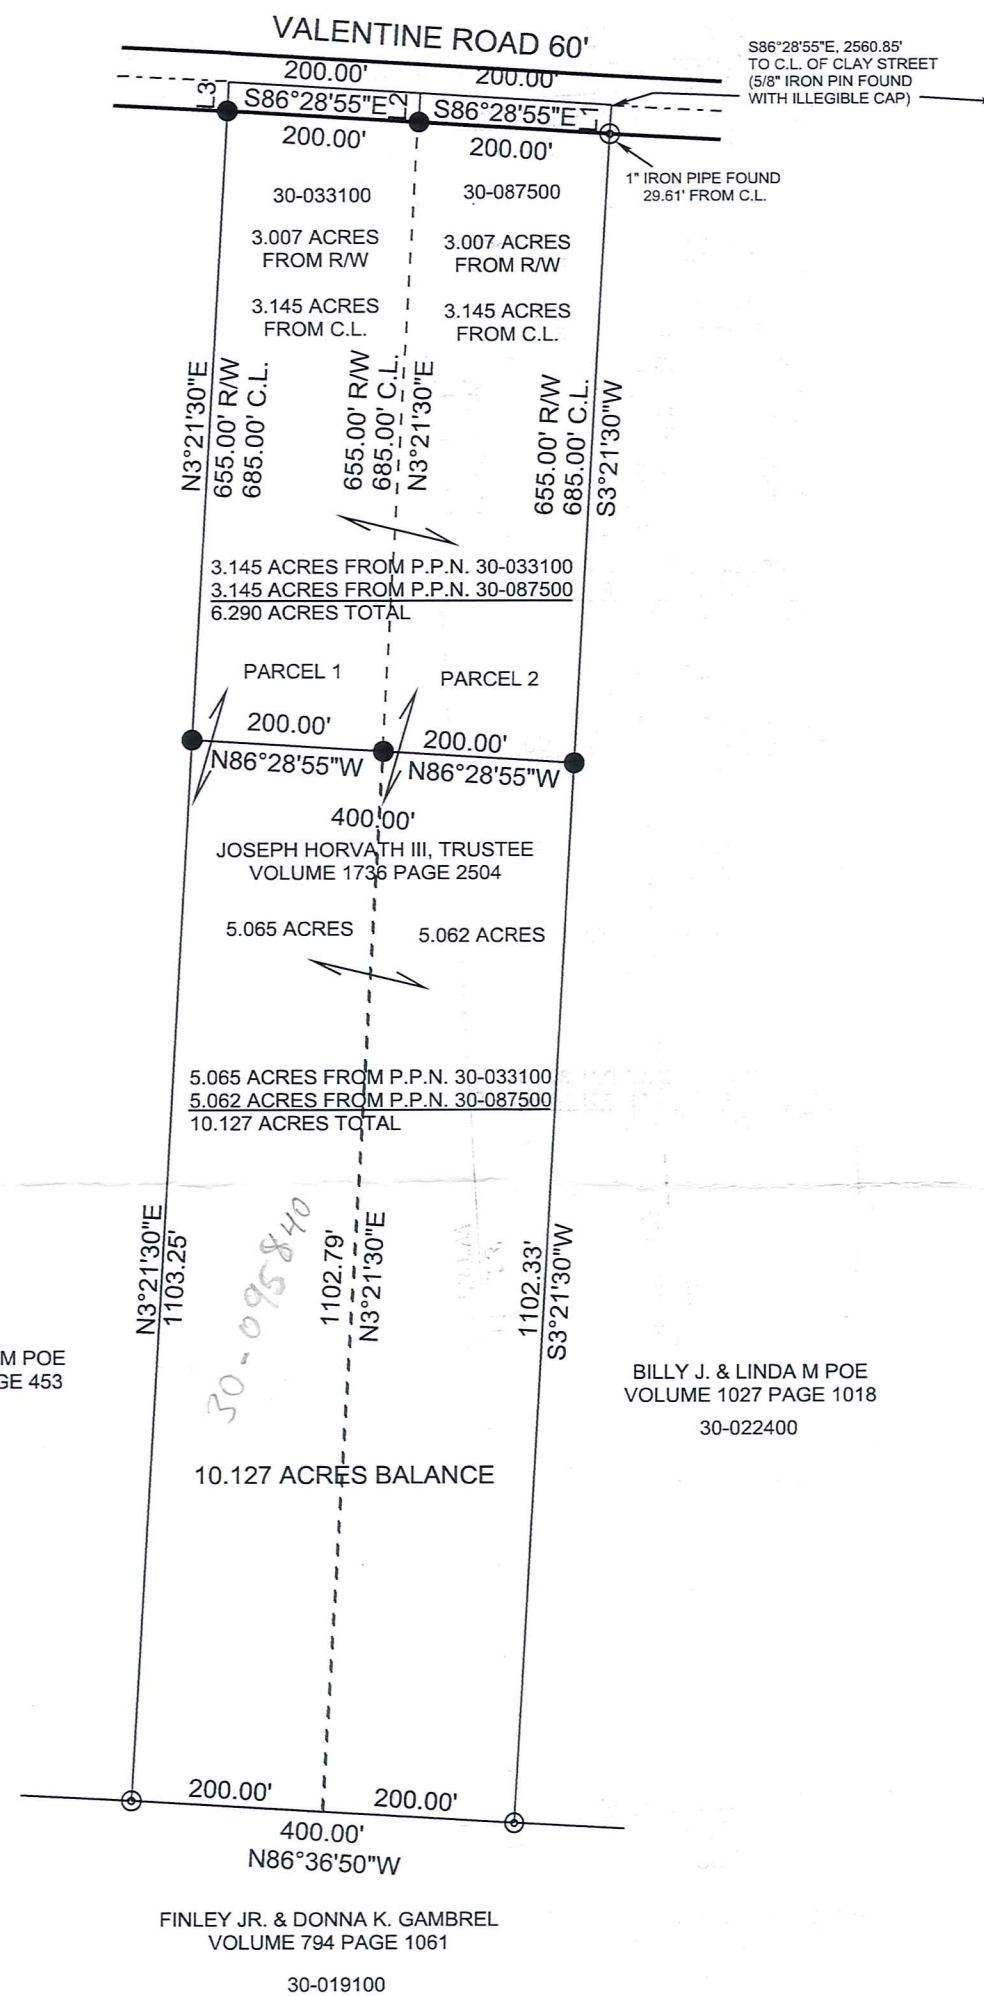 VALENTINE ROAD 60'
S86°28'55"E, 2560.85'
TO C.L. OF CLAY STREET
(5/8" IRON PIN FOUND
WITH ILLEGIBLE CAP)
200.00'
200.00'
L3
S86°28'55"E
L2
S86°28'55"E
L1
200.00'
200.00'
1" IRON PIPE FOUND
29.61' FROM C.L.
30-033100
30-087500
3.007 ACRES
FROM R/W
3.007 ACRES
FROM R/W
3.145 ACRES
FROM C.L.
3.145 ACRES
FROM C.L.
N3°21'30"E
655.00' R/W
685.00' C.L.
655.00' R/W
685.00' C.L.
N3°21'30"E
655.00' R/W
685.00' C.L.
S3°21'30"W
3.145 ACRES FROM P.P.N. 30-033100
3.145 ACRES FROM P.P.N. 30-087500
6.290 ACRES TOTAL
PARCEL 1
PARCEL 2
200.00'
200.00'
N86°28'55"W
N86°28'55"W
400.00'
JOSEPH HORVATH III, TRUSTEE
VOLUME 1736 PAGE 2504
5.065 ACRES
5.062 ACRES
5.065 ACRES FROM P.P.N. 30-033100
5.062 ACRES FROM P.P.N. 30-087500
10.127 ACRES TOTAL
N3°21'30"E
1103.25'
30-095840
1102.79'
N3°21'30"E
1102.33'
S3°21'30"W
M POE
GE 453
BILLY J. & LINDA M POE
VOLUME 1027 PAGE 1018
30-022400
10.127 ACRES BALANCE
200.00'
200.00'
400.00'
N86°36'50"W
FINLEY JR. & DONNA K. GAMBREL
VOLUME 794 PAGE 1061
30-019100